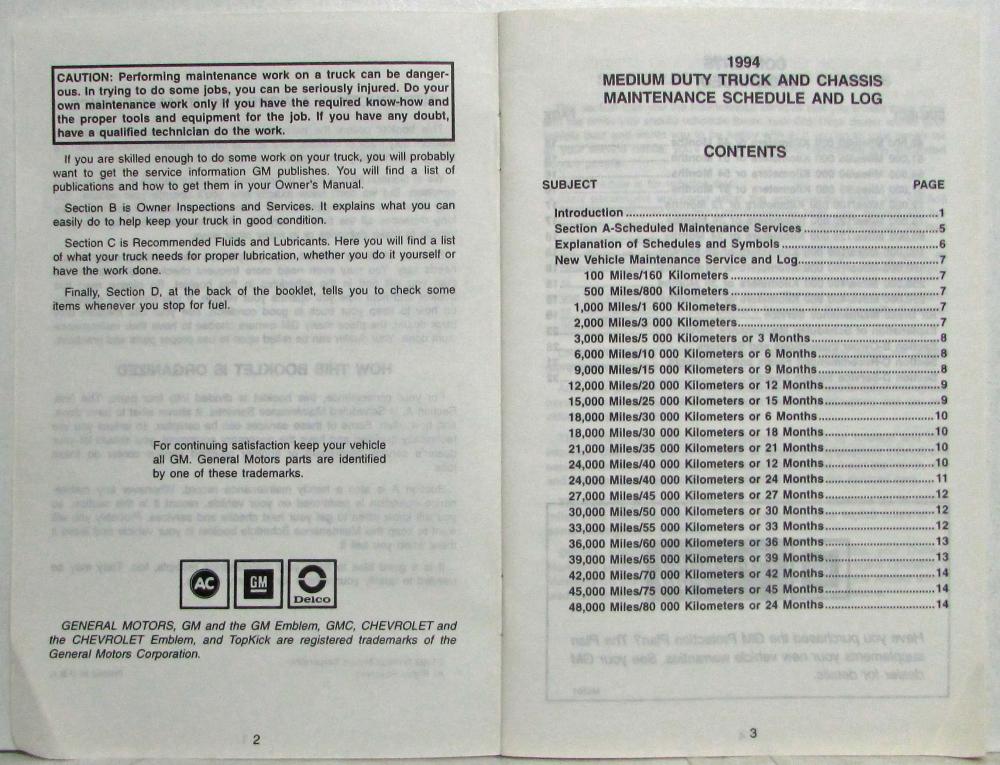 CAUTION: Performing maintenance work on a truck can be danger-
ous. In trying to do some jobs, you can be seriously injured. Do your
own maintenance work only if you have the required know-how and
the proper tools and equipment for the job. If you have any doubt,
have a qualified technician do the work.
If you are skilled enough to do some work on your truck, you will probably
want to get the service information GM publishes. You will find a list of
publications and how to get them in your Owner's Manual.
Section B is Owner Inspections and Services. It explains what you can
easily do to help keep your truck in good condition.
Section C is Recommended Fluids and Lubricants. Here you will find a list
of what your truck needs for proper lubrication, whether you do it yourself or
have the work done.
Finally, Section D, at the back of the booklet, tells you to check some
items whenever you stop for fuel.
For continuing satisfaction keep your vehicle
all GM. General Motors parts are identified
by one of these trademarks.
AC GM Delco
GENERAL MOTORS, GM and the GM Emblem, GMC, CHEVROLET and
the CHEVROLET Emblem, and TopKick are registered trademarks of the
General Motors Corporation.
2
1994
MEDIUM DUTY TRUCK AND CHASSIS
MAINTENANCE SCHEDULE AND LOG
CONTENTS
SUBJECT PAGE
Introduction ... 1
Section A-Scheduled Maintenance Services ... 5
Explanation of Schedules and Symbols ... 6
New Vehicle Maintenance Service and Log ... 7
100 Miles/160 Kilometers ... 7
500 Miles/800 Kilometers ... 7
1,000 Miles/1 600 Kilometers ... 7
2,000 Miles/3 000 Kilometers ... 7
3,000 Miles/5 000 Kilometers or 3 Months ... 8
6,000 Miles/10 000 Kilometers or 6 Months ... 8
9,000 Miles/15 000 Kilometers or 9 Months ... 8
12,000 Miles/20 000 Kilometers or 12 Months ... 9
15,000 Miles/25 000 Kilometers or 15 Months ... 9
18,000 Miles/30 000 Kilometers or 6 Months ... 10
18,000 Miles/30 000 Kilometers or 18 Months ... 10
21,000 Miles/35 000 Kilometers or 21 Months ... 10
24,000 Miles/40 000 Kilometers or 12 Months ... 10
24,000 Miles/40 000 Kilometers or 24 Months ... 11
27,000 Miles/45 000 Kilometers or 27 Months ... 12
30,000 Miles/50 000 Kilometers or 30 Months ... 12
33,000 Miles/55 000 Kilometers or 33 Months ... 12
36,000 Miles/60 000 Kilometers or 36 Months ... 13
39,000 Miles/65 000 Kilometers or 39 Months ... 13
42,000 Miles/70 000 Kilometers or 42 Months ... 14
45,000 Miles/75 000 Kilometers or 45 Months ... 14
48,000 Miles/80 000 Kilometers or 24 Months ... 14
3